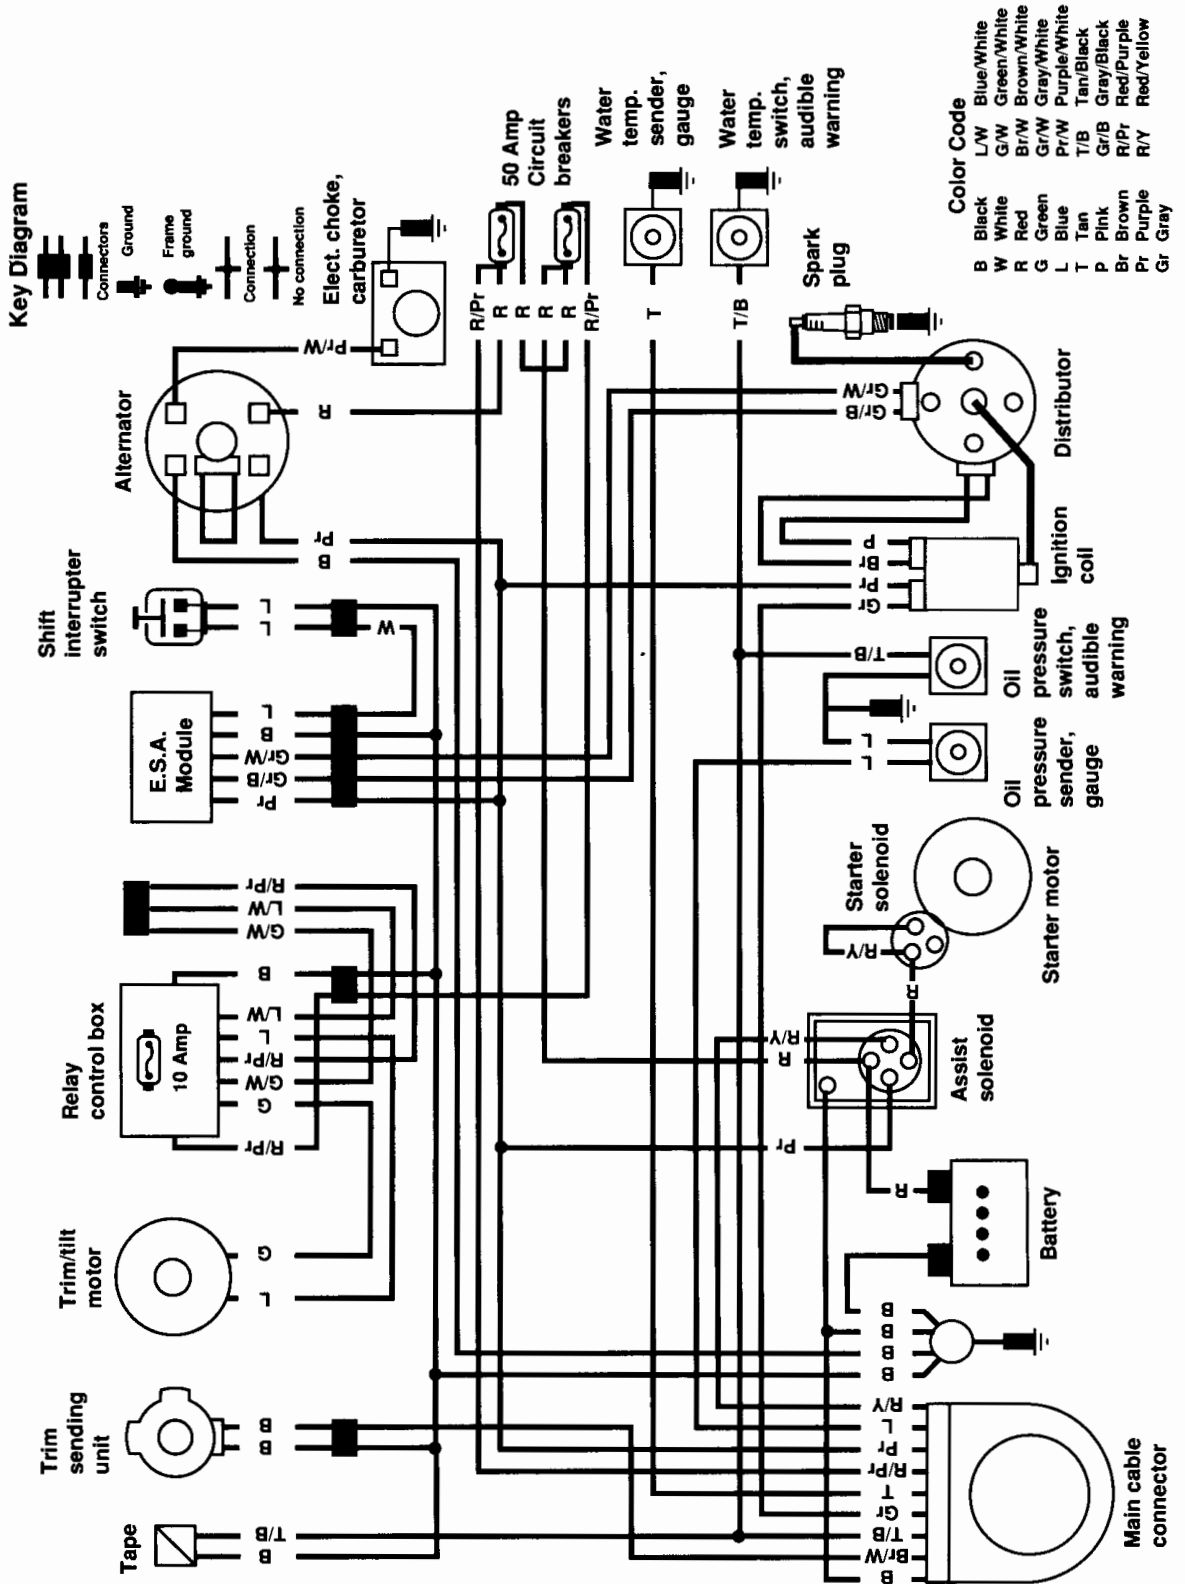 Key Diagram
Connectors
Ground
Frame
ground
Connection
No connection
Elect. choke,
carburetor
50 Amp
Circuit
breakers
Water
temp.
sender,
gauge
Water
temp.
switch,
audible
warning
Color Code
B Black L/W Blue/White
W White G/W Green/White
R Red Br/W Brown/White
G Green Gr/W Gray/White
L Blue Pr/W Purple/White
T Tan T/B Tan/Black
P Pink Gr/B Gray/Black
Br Brown R/Pr Red/Purple
Pr Purple R/Y Red/Yellow
Gr Gray
Alternator
Pr/W
R
Pr
B
R/Pr
R
R
R
R
R/Pr
T
T/B
Spark
plug
Distributor
Gr/W
Gr/B
Shift
interrupter
switch
L
L
W
Ignition
coil
P
Br
Pr
Gr
E.S.A.
Module
L
B
Gr/W
Gr/B
Pr
T/B
Oil
pressure
switch,
audible
warning
L
L
Oil
pressure
sender,
gauge
R/Pr
L/W
G/W
Relay
control box
10 Amp
B
L/W
L
R/Pr
G/W
G
R/Pr
Starter
solenoid
Starter motor
R/Y
R
Assist
solenoid
R/Y
R
Pr
Trim/tilt
motor
G
L
Battery
R
B
B
B
B
Trim
sending
unit
B
B
Tape
T/B
B
Main cable
connector
R/Y
L
Pr
R/Pr
T
Gr
T/B
Br/W
B